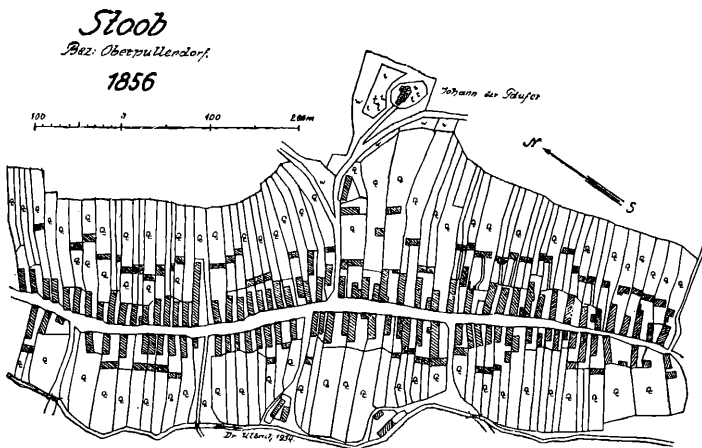 Stoob
Bez: Oberpullendorf.
1856
100 0 100 200m
Johann der Täufer
N
S
Dr. Ulbrich, 1934.